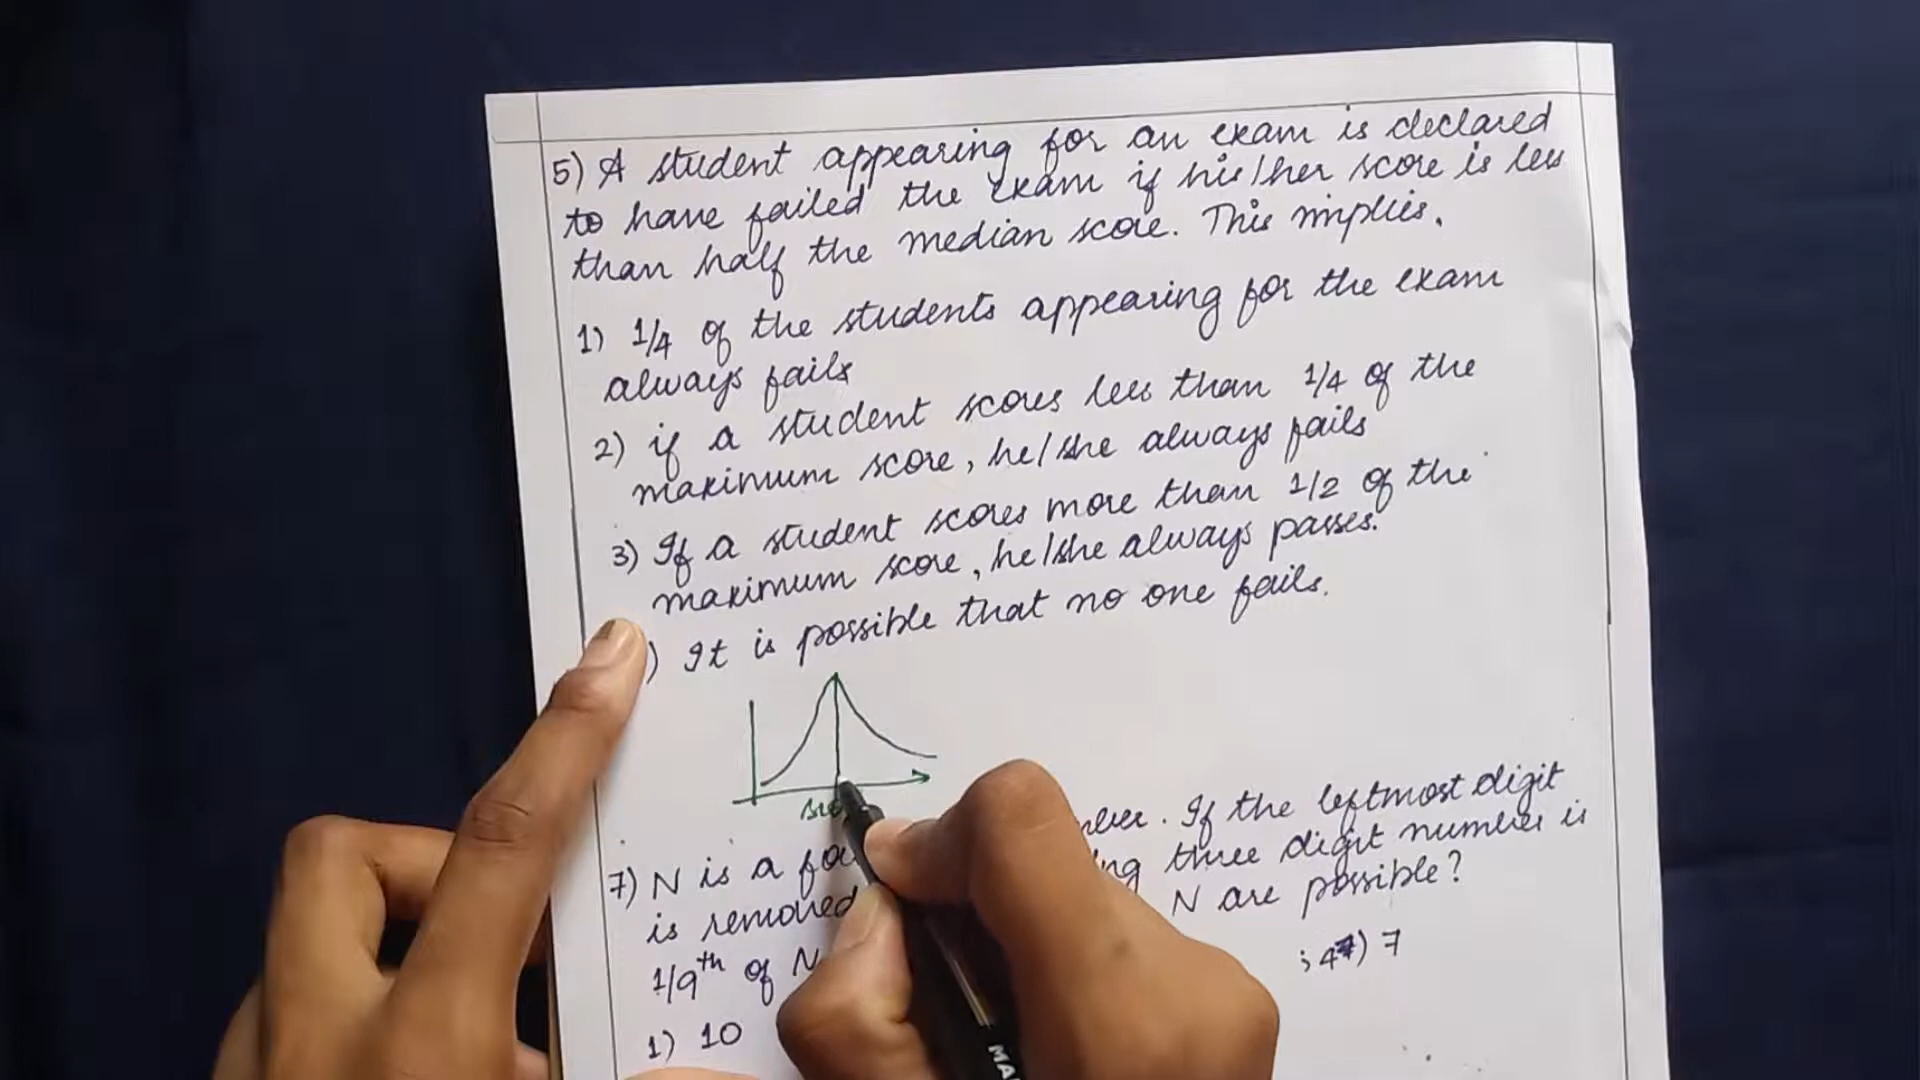 5) A student appearing for an exam is declared
to have failed the exam if his/her score is less
than half the median score. This implies.
1) 1/4 of the students appearing for the exam
always fails
2) if a student scores less than 1/4 of the
maximum score, he/she always fails
3) If a student scores more than 1/2 of the
maximum score, he/she always passes.
) It is possible that no one fails.
7) N is a If the leftmost digit
is removed three digit number is
1/9th of N N are possible?
1) 10 ; 4) 7
MA